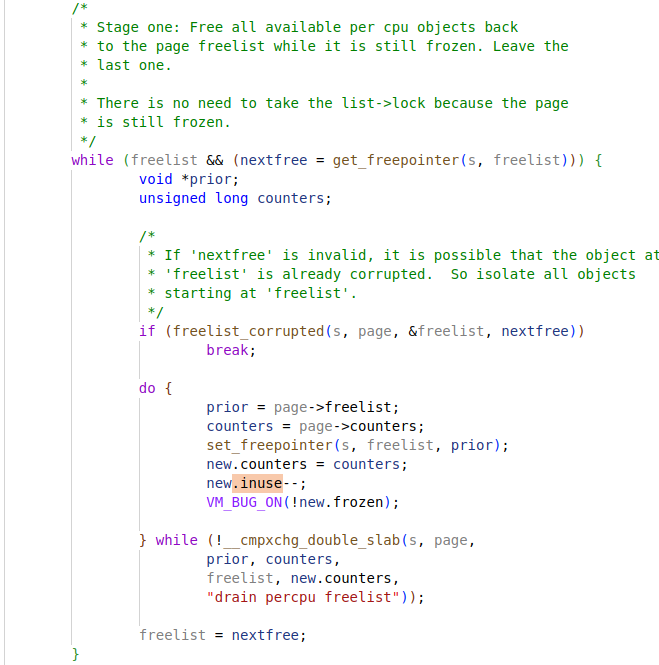 /*
* Stage one: Free all available per cpu objects back
* to the page freelist while it is still frozen. Leave the
* last one.
*
* There is no need to take the list->lock because the page
* is still frozen.
*/
while (freelist && (nextfree = get_freepointer(s, freelist))) {
void *prior;
unsigned long counters;
/*
* If 'nextfree' is invalid, it is possible that the object at
* 'freelist' is already corrupted.  So isolate all objects
* starting at 'freelist'.
*/
if (freelist_corrupted(s, page, &freelist, nextfree))
break;
do {
prior = page->freelist;
counters = page->counters;
set_freepointer(s, freelist, prior);
new.counters = counters;
new.inuse--;
VM_BUG_ON(!new.frozen);
} while (!__cmpxchg_double_slab(s, page,
prior, counters,
freelist, new.counters,
"drain percpu freelist"));
freelist = nextfree;
}